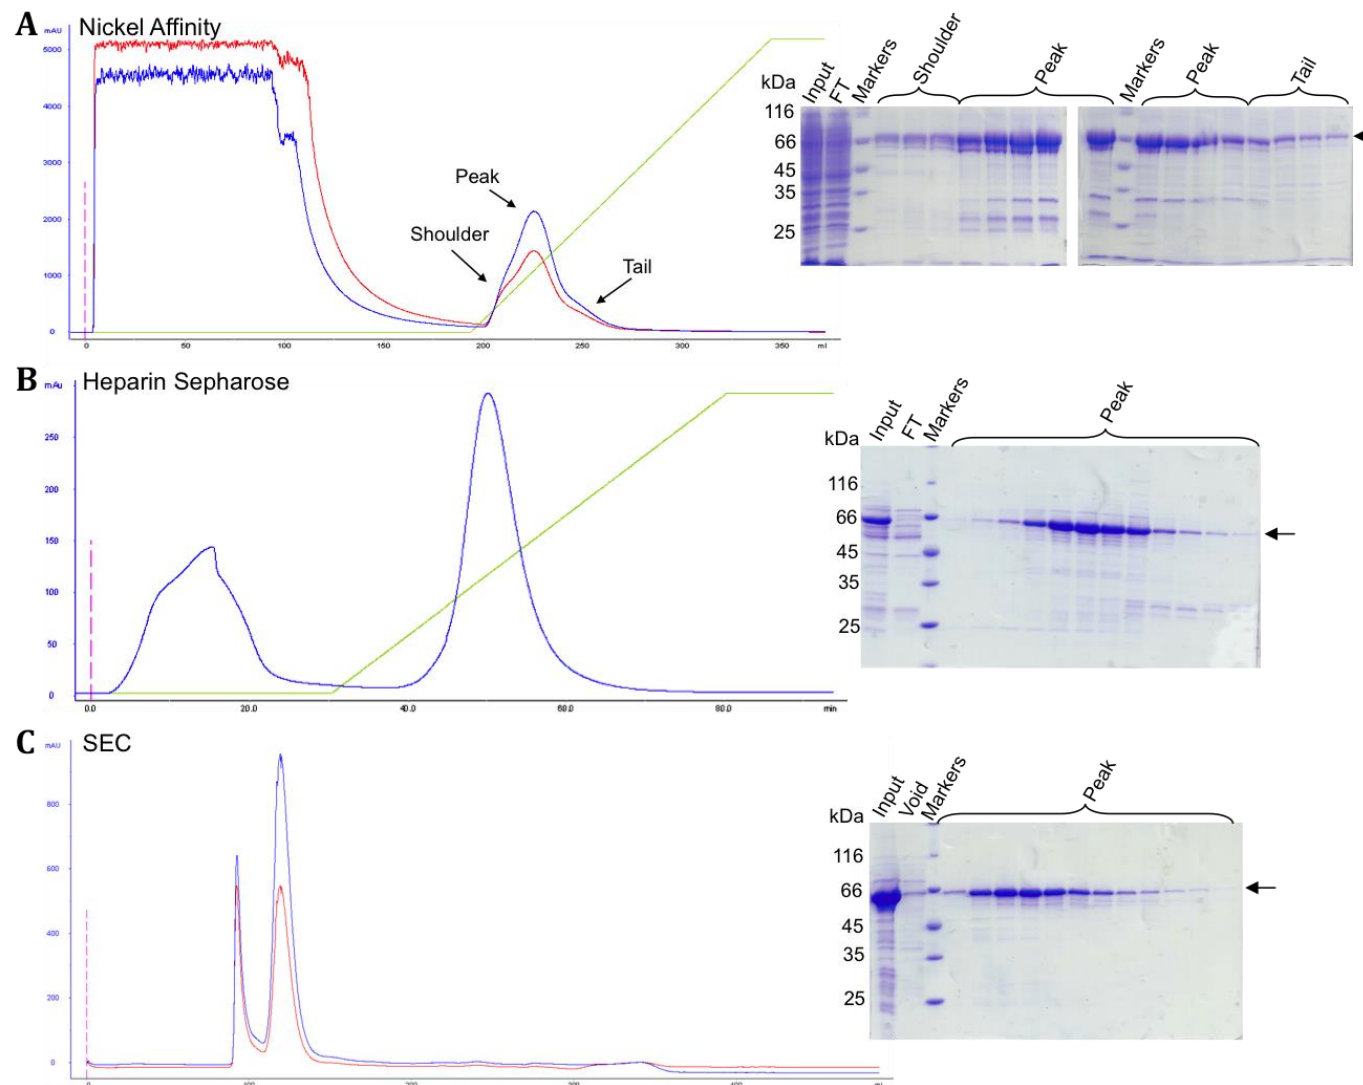 A Nickel Affinity
mAU
5000
4000
3000
2000
1000
0
0 50 100 150 200 250 300 350 ml
Peak
Shoulder
Tail
kDa Input FT Markers Shoulder Peak Markers Peak Tail
116
66
45
35
25
B Heparin Sepharose
mAu
250
200
150
100
50
0
0.0 20.0 40.0 60.0 80.0 min
kDa Input FT Markers Peak
116
66
45
35
25
C SEC
mAU
800
600
400
200
0
kDa Input Void Markers Peak
116
66
45
35
25